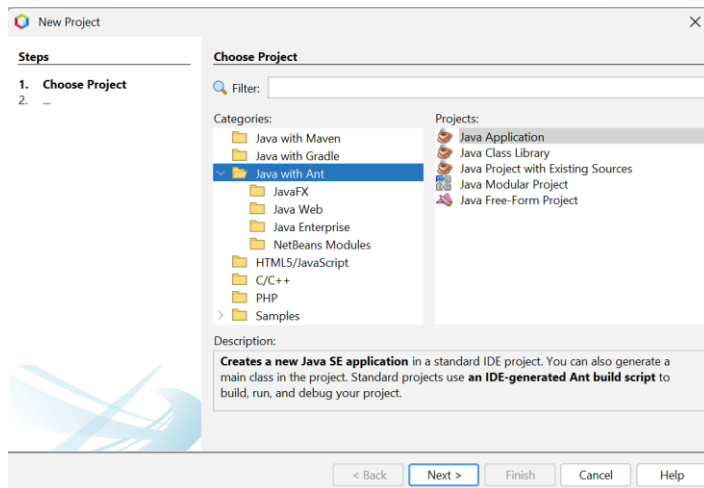 New Project
Steps
1. Choose Project
2. ...
Choose Project
Filter:
Categories:
Java with Maven
Java with Gradle
Java with Ant
JavaFX
Java Web
Java Enterprise
NetBeans Modules
HTML5/JavaScript
C/C++
PHP
Samples
Projects:
Java Application
Java Class Library
Java Project with Existing Sources
Java Modular Project
Java Free-Form Project
Description:
Creates a new Java SE application in a standard IDE project. You can also generate a
main class in the project. Standard projects use an IDE-generated Ant build script to
build, run, and debug your project.
< Back
Next >
Finish
Cancel
Help